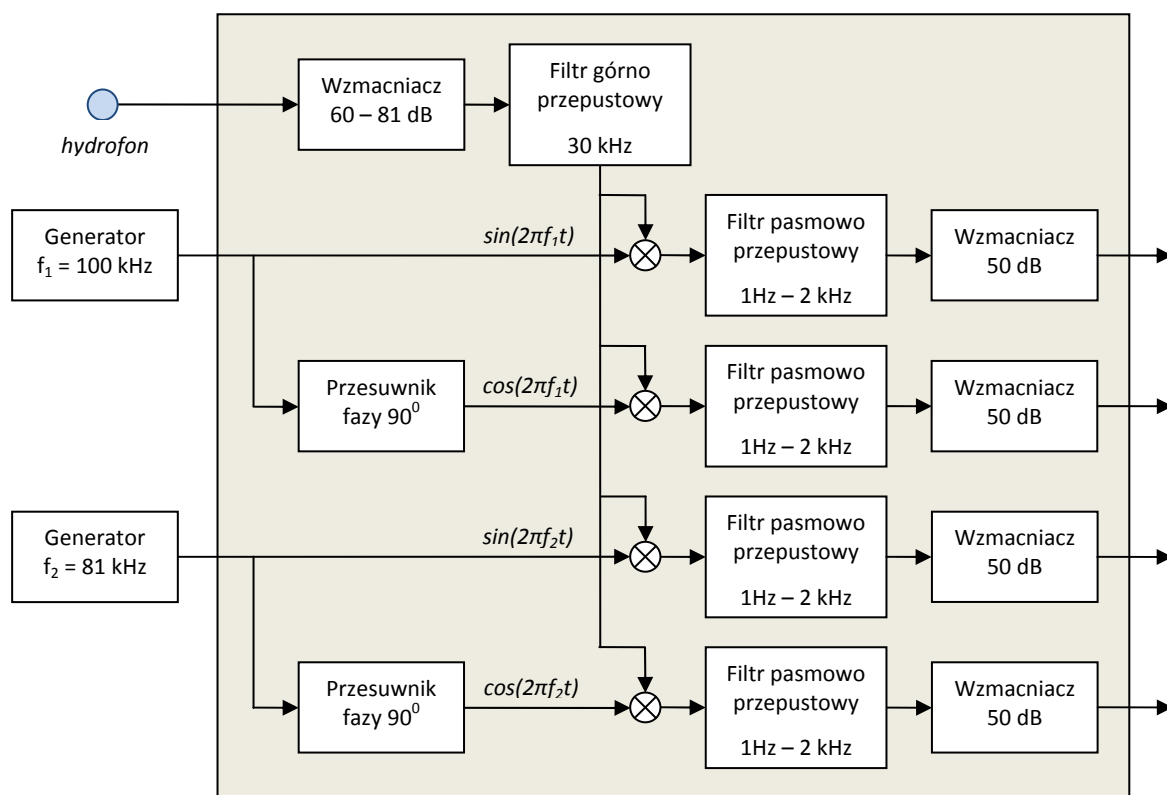 Wzmacniacz
60 – 81 dB
Filtr górno
przepustowy
30 kHz
hydrofon
Generator
f₁ = 100 kHz
sin(2πf₁t)
Filtr pasmowo
przepustowy
1Hz – 2 kHz
Wzmacniacz
50 dB
Przesuwnik
fazy 90⁰
cos(2πf₁t)
Filtr pasmowo
przepustowy
1Hz – 2 kHz
Wzmacniacz
50 dB
Generator
f₂ = 81 kHz
sin(2πf₂t)
Filtr pasmowo
przepustowy
1Hz – 2 kHz
Wzmacniacz
50 dB
Przesuwnik
fazy 90⁰
cos(2πf₂t)
Filtr pasmowo
przepustowy
1Hz – 2 kHz
Wzmacniacz
50 dB